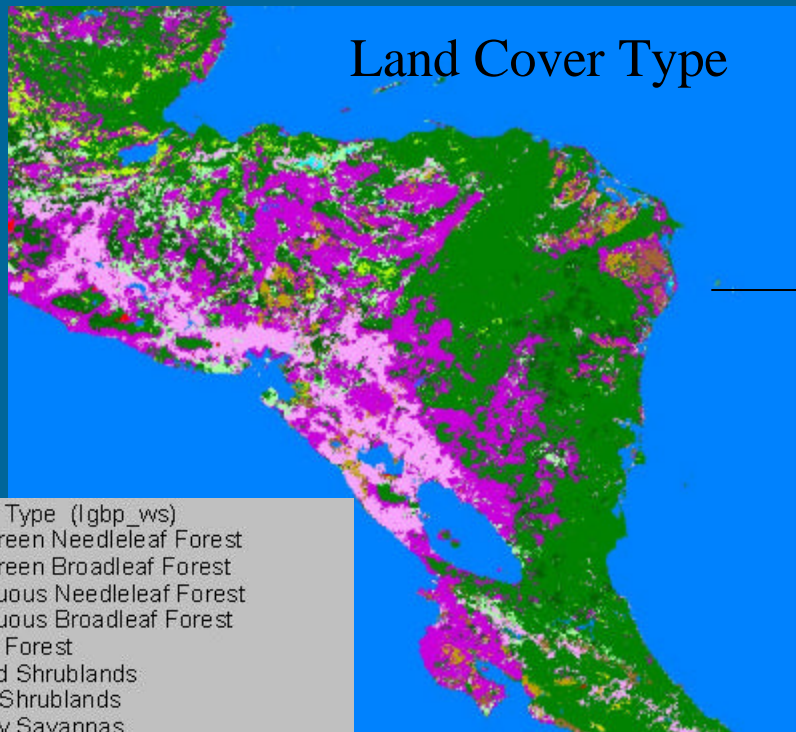 Land Cover Type
Type (Igbp_ws)
reen Needleleaf Forest
reen Broadleaf Forest
uous Needleleaf Forest
uous Broadleaf Forest
Forest
d Shrublands
Shrublands
y Savannas